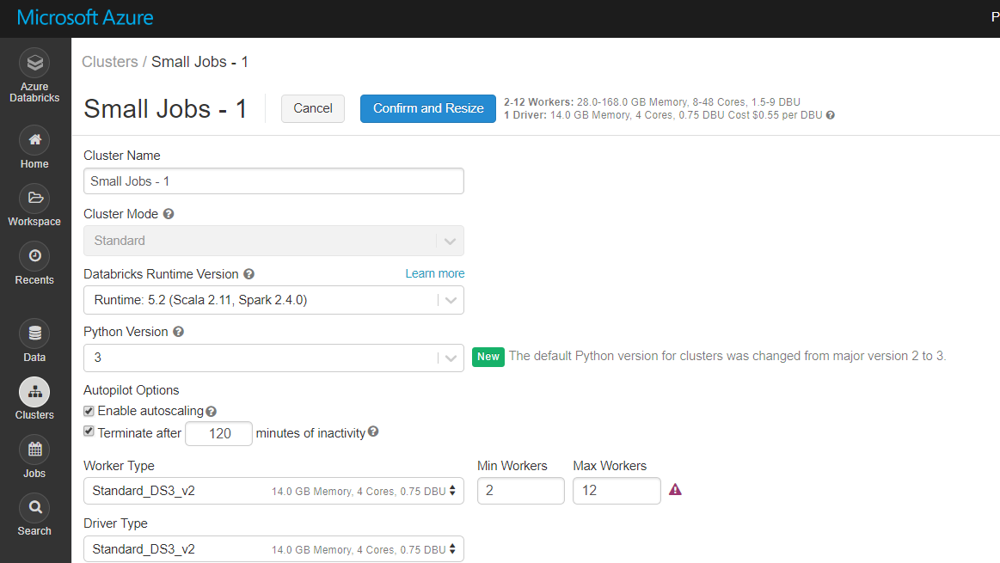 Microsoft Azure
P
Azure
Databricks
Home
Workspace
Recents
Data
Clusters
Jobs
Search
Clusters / Small Jobs - 1
Small Jobs - 1
Cancel
Confirm and Resize
2-12 Workers: 28.0-168.0 GB Memory, 8-48 Cores, 1.5-9 DBU
1 Driver: 14.0 GB Memory, 4 Cores, 0.75 DBU Cost $0.55 per DBU ?
Cluster Name
Small Jobs - 1
Cluster Mode ?
Standard
Databricks Runtime Version ? Learn more
Runtime: 5.2 (Scala 2.11, Spark 2.4.0)
Python Version ?
3
New The default Python version for clusters was changed from major version 2 to 3.
Autopilot Options
Enable autoscaling ?
Terminate after 120 minutes of inactivity ?
Worker Type Min Workers Max Workers
Standard_DS3_v2 14.0 GB Memory, 4 Cores, 0.75 DBU 2 12
Driver Type
Standard_DS3_v2 14.0 GB Memory, 4 Cores, 0.75 DBU